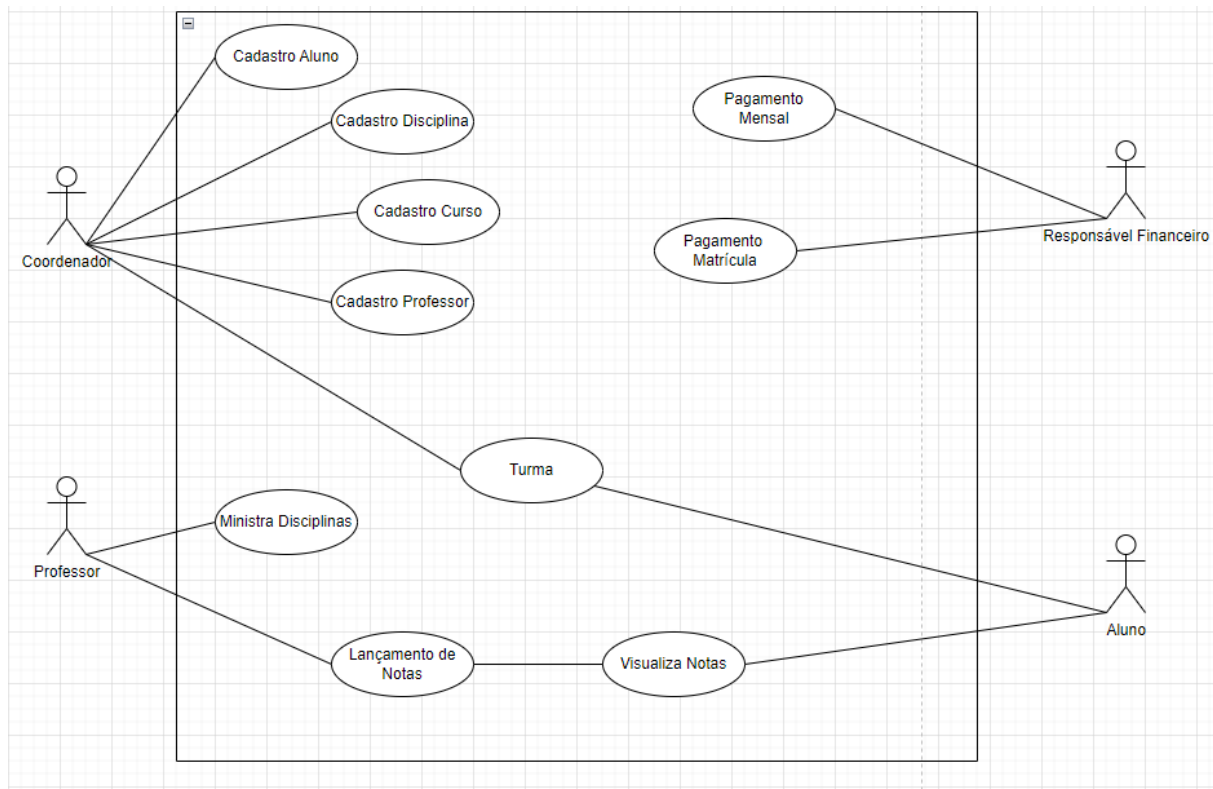 Cadastro Aluno
Cadastro Disciplina
Cadastro Curso
Cadastro Professor
Coordenador
Pagamento
Mensal
Pagamento
Matrícula
Responsável Financeiro
Turma
Ministra Disciplinas
Professor
Lançamento de
Notas
Visualiza Notas
Aluno